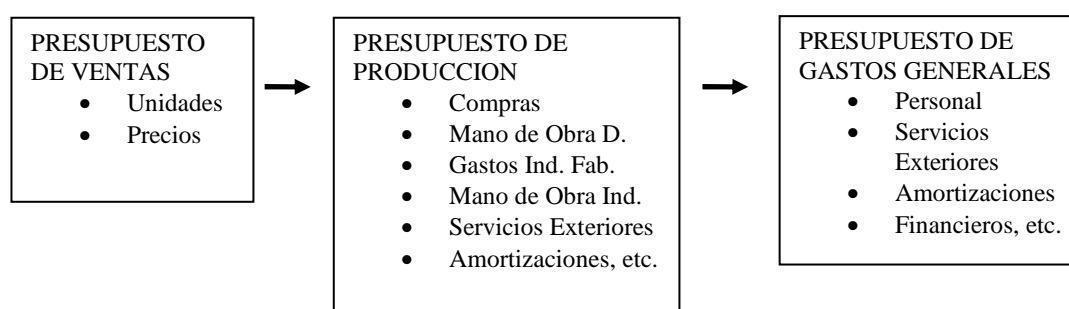 PRESUPUESTO
DE VENTAS
• Unidades
• Precios
PRESUPUESTO DE
PRODUCCION
• Compras
• Mano de Obra D.
• Gastos Ind. Fab.
• Mano de Obra Ind.
• Servicios Exteriores
• Amortizaciones, etc.
PRESUPUESTO DE
GASTOS GENERALES
• Personal
• Servicios
Exteriores
• Amortizaciones
• Financieros, etc.